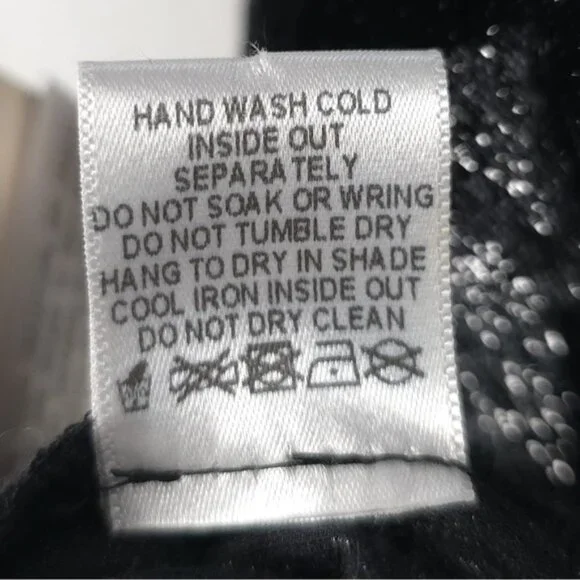 HAND WASH COLD
INSIDE OUT
SEPARATELY
DO NOT SOAK OR WRING
DO NOT TUMBLE DRY
HANG TO DRY IN SHADE
COOL IRON INSIDE OUT
DO NOT DRY CLEAN